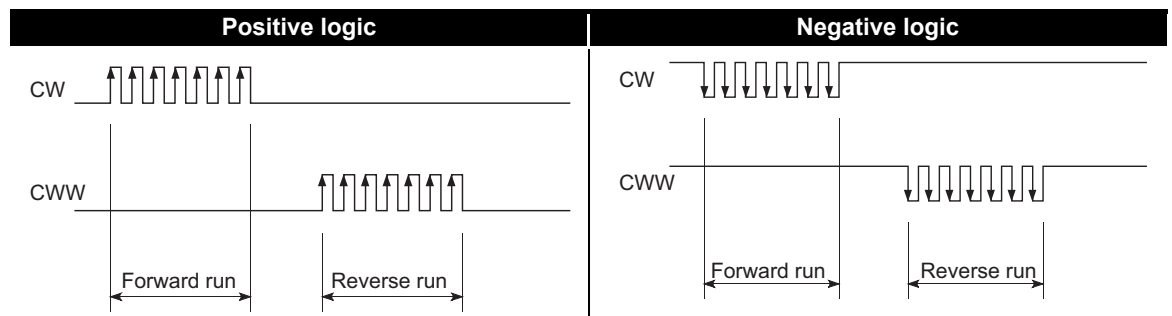 Positive logic
Negative logic
CW
CWW
Forward run
Reverse run
CW
CWW
Forward run
Reverse run